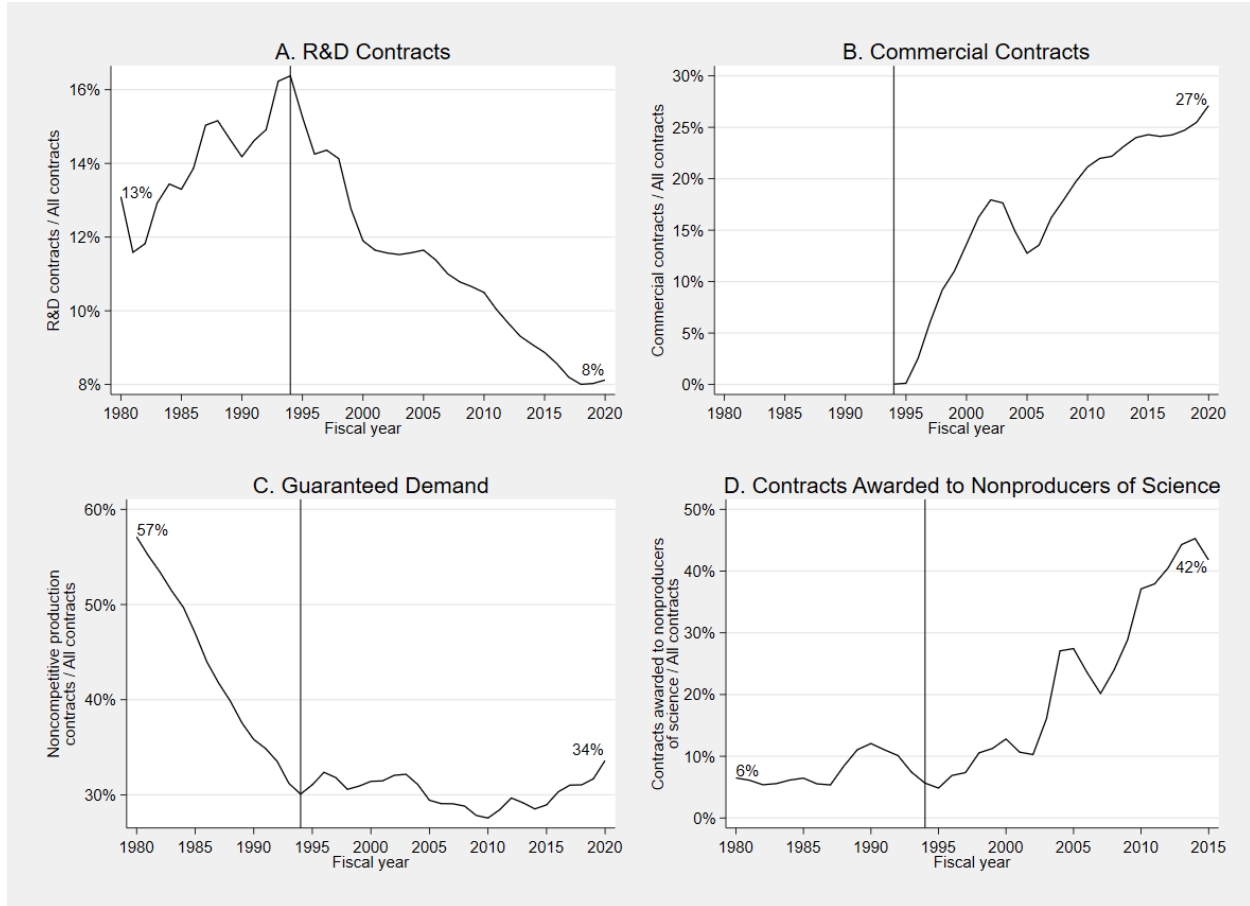 A. R&D Contracts
R&D contracts / All contracts
16%
14%
12%
10%
8%
13%
8%
1980 1985 1990 1995 2000 2005 2010 2015 2020
Fiscal year
B. Commercial Contracts
Commercial contracts / All contracts
30%
25%
20%
15%
10%
5%
0%
27%
1980 1985 1990 1995 2000 2005 2010 2015 2020
Fiscal year
C. Guaranteed Demand
Noncompetitive production
contracts / All contracts
60%
50%
40%
30%
57%
34%
1980 1985 1990 1995 2000 2005 2010 2015 2020
Fiscal year
D. Contracts Awarded to Nonproducers of Science
Contracts awarded to nonproducers
of science / All contracts
50%
40%
30%
20%
10%
0%
6%
42%
1980 1985 1990 1995 2000 2005 2010 2015
Fiscal year